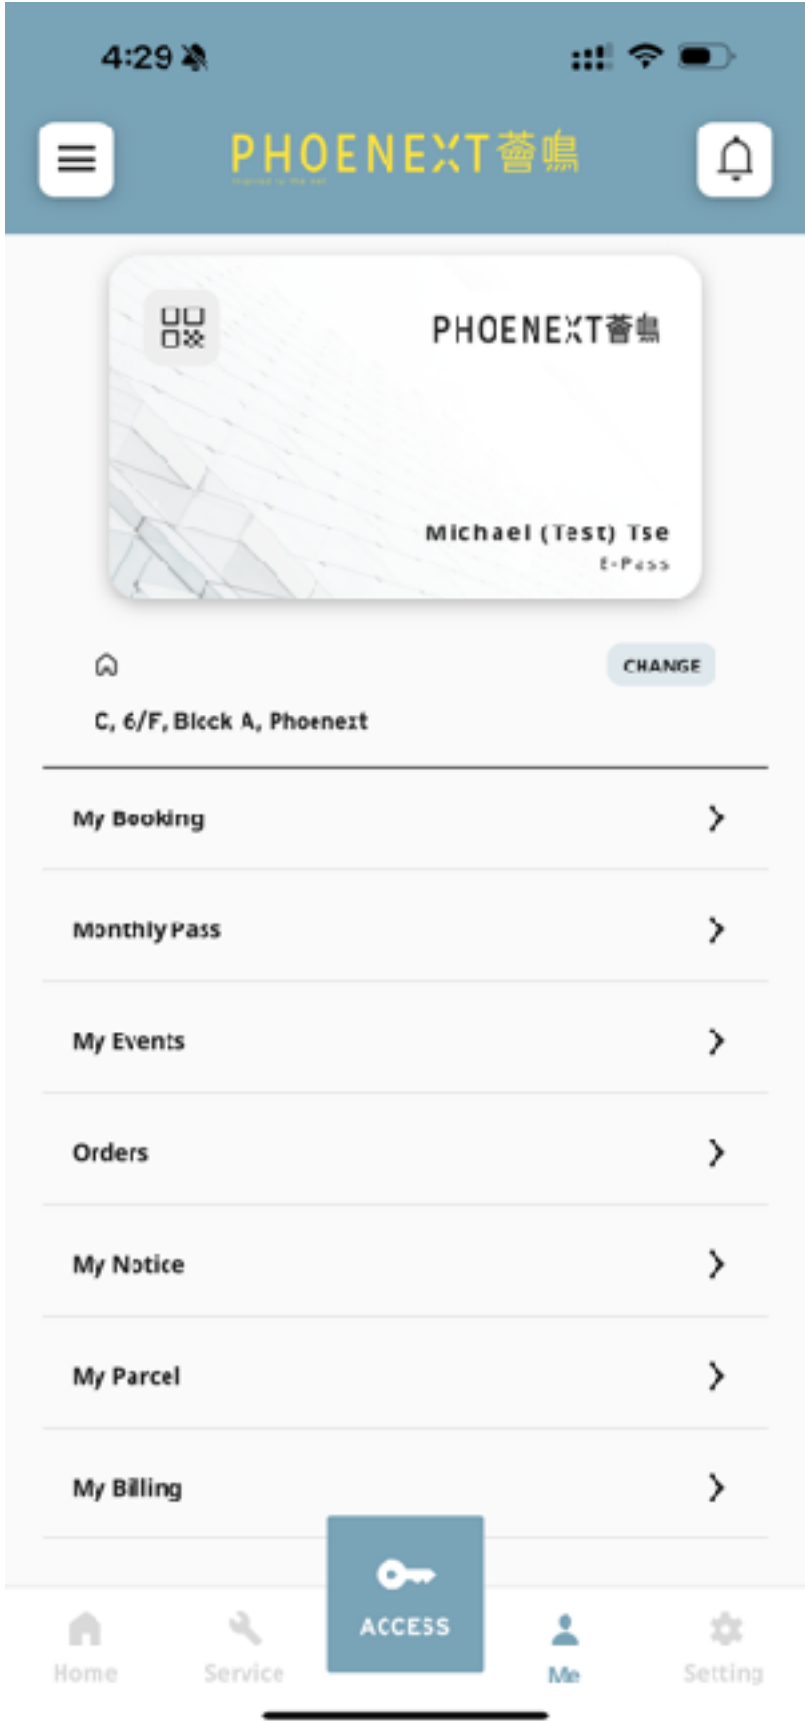 4:29
PHOENEXT薈鳴
PHOENEXT薈鳴
Michael (Test) Tse
E-Pass
CHANGE
C, 6/F, Block A, Phoenext
My Booking
Monthly Pass
My Events
Orders
My Notice
My Parcel
My Billing
ACCESS
Home
Service
Me
Setting